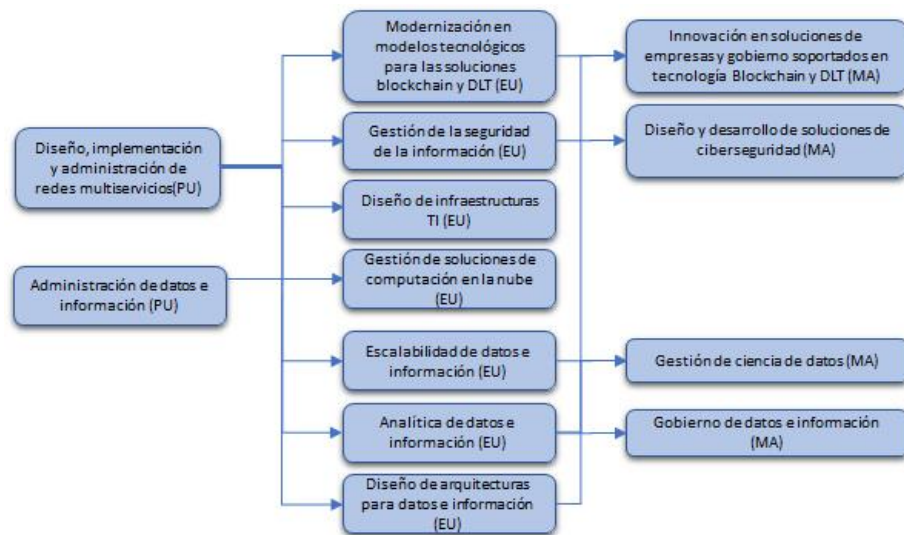 Diseño, implementación
y administración de
redes multiservicios(PU)
Administración de datos e
información (PU)
Modernización en
modelos tecnológicos
para las soluciones
blockchain y DLT (EU)
Gestión de la seguridad
de la información (EU)
Diseño de infraestructuras
TI (EU)
Gestión de soluciones de
computación en la nube
(EU)
Escalabilidad de datos e
información (EU)
Analítica de datos e
información (EU)
Diseño de arquitecturas
para datos e información
(EU)
Innovación en soluciones de
empresas y gobierno soportados en
tecnología Blockchain y DLT (MA)
Diseño y desarrollo de soluciones de
ciberseguridad (MA)
Gestión de ciencia de datos (MA)
Gobierno de datos e información
(MA)